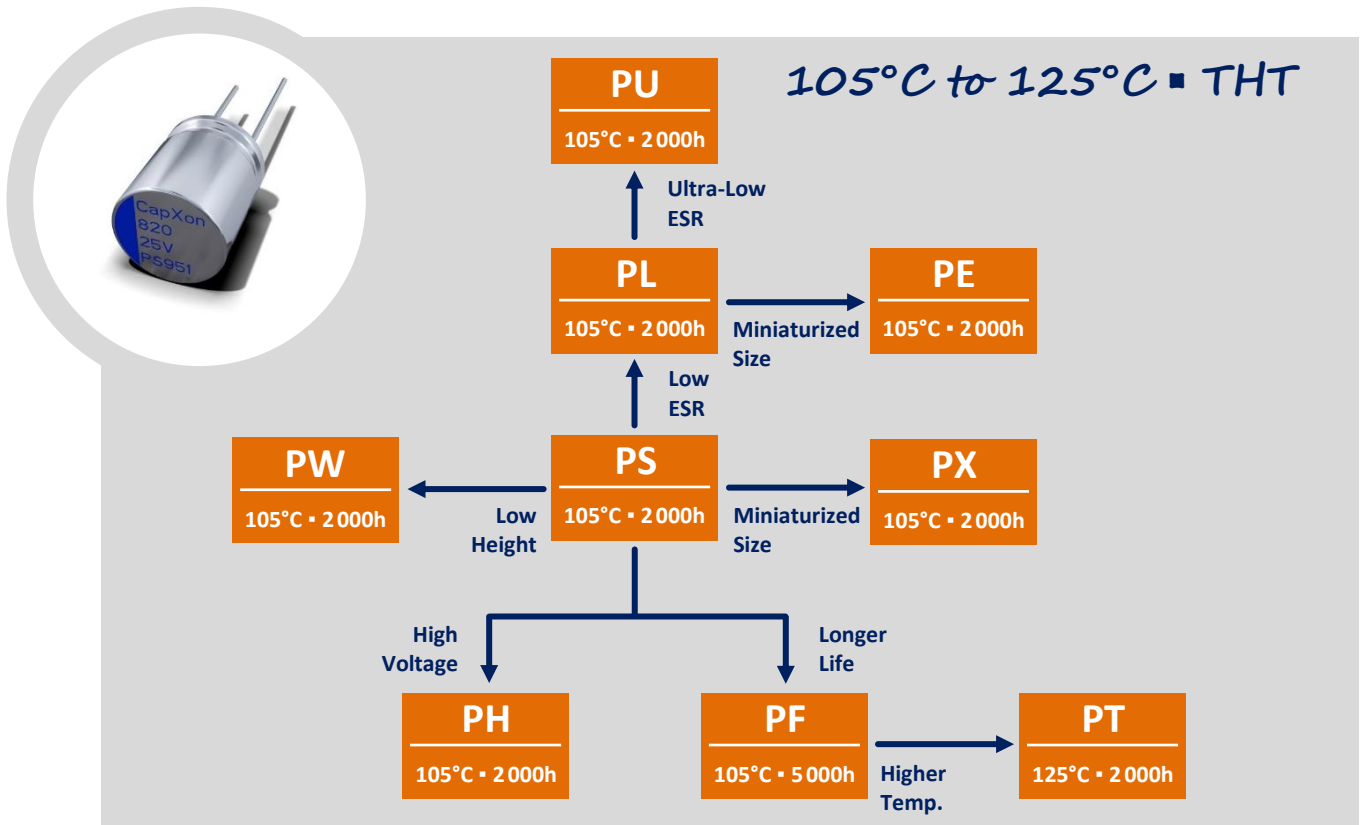 105°C to 125°C ▪ THT
CapXon
820
25V
PS951
PU
105°C ▪ 2000h
Ultra-Low
ESR
PL
105°C ▪ 2000h
Miniaturized
Size
PE
105°C ▪ 2000h
Low
ESR
PW
105°C ▪ 2000h
Low
Height
PS
105°C ▪ 2000h
Miniaturized
Size
PX
105°C ▪ 2000h
High
Voltage
Longer
Life
PH
105°C ▪ 2000h
PF
105°C ▪ 5000h
Higher
Temp.
PT
125°C ▪ 2000h